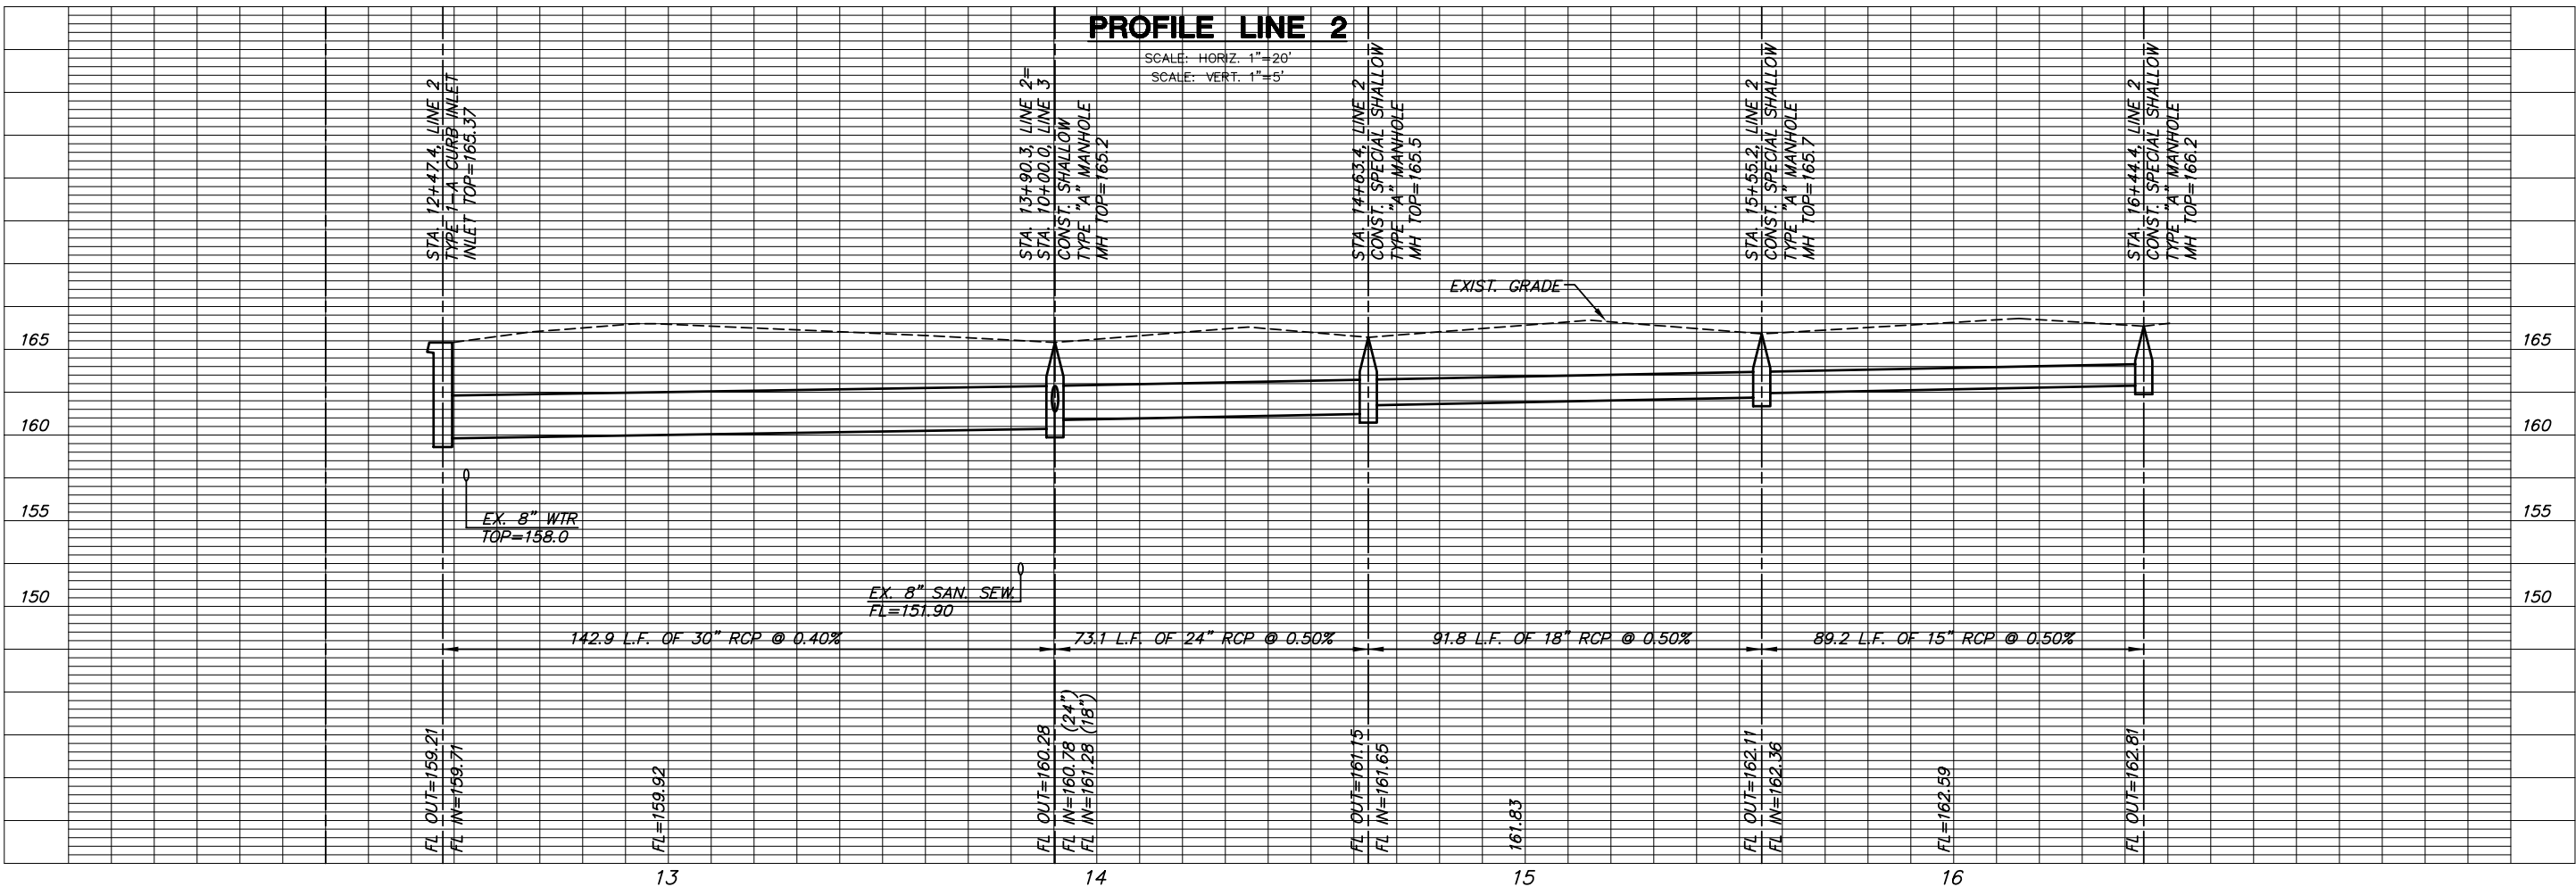 PROFILE LINE 2
SCALE: HORIZ. 1"=20'
SCALE: VERT. 1"=5'
STA. 12+47.4, LINE 2
TYPE 1-A CURB INLET
INLET TOP=165.37
STA. 13+90.3, LINE 2=
STA. 10+00.0, LINE 3
CONST. SHALLOW
TYPE "A" MANHOLE
MH TOP=165.2
STA. 14+63.4, LINE 2
CONST. SPECIAL SHALLOW
TYPE "A" MANHOLE
MH TOP=165.5
STA. 15+55.2, LINE 2
CONST. SPECIAL SHALLOW
TYPE "A" MANHOLE
MH TOP=165.7
STA. 16+44.4, LINE 2
CONST. SPECIAL SHALLOW
TYPE "A" MANHOLE
MH TOP=166.2
EXIST. GRADE
165
165
160
160
155
155
150
150
EX. 8" WTR
TOP=158.0
EX. 8" SAN. SEW.
FL=151.90
142.9 L.F. OF 30" RCP @ 0.40%
73.1 L.F. OF 24" RCP @ 0.50%
91.8 L.F. OF 18" RCP @ 0.50%
89.2 L.F. OF 15" RCP @ 0.50%
FL OUT=159.21
FL IN=159.71
FL=159.92
FL OUT=160.28
FL IN=160.78 (24")
FL IN=161.28 (18")
FL OUT=161.15
FL IN=161.65
161.83
FL OUT=162.11
FL IN=162.36
FL=162.59
FL OUT=162.81
13
14
15
16